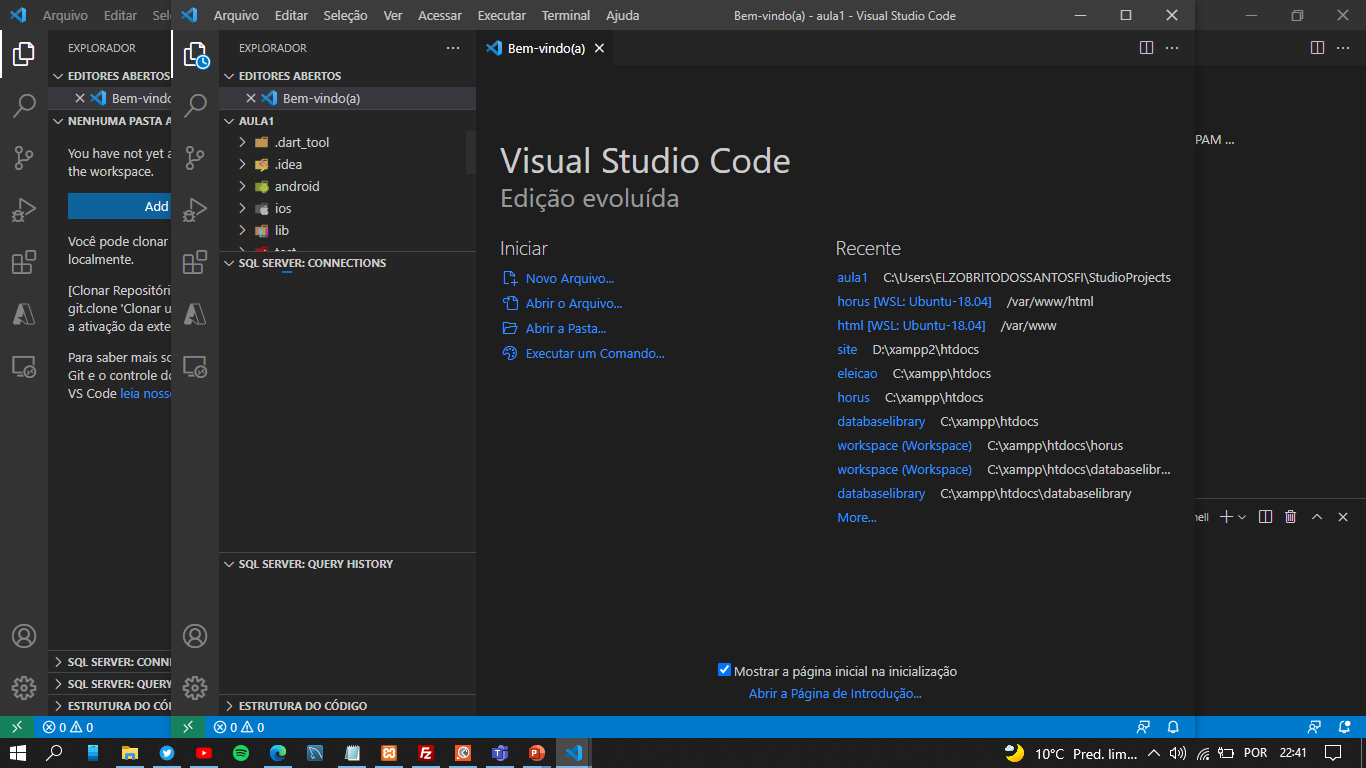 Arquivo Editar
Arquivo Editar Seleção Ver Acessar Executar Terminal Ajuda
Bem-vindo(a) - aula1 - Visual Studio Code
EXPLORADOR
EDITORES ABERTOS
Bem-vindo
NENHUMA PASTA A
You have not yet a
the workspace.
Add
Você pode clonar
localmente.
[Clonar Repositóri
git.clone 'Clonar u
a ativação da exte
Para saber mais so
Git e o controle do
VS Code leia nosso
SQL SERVER: CONN
SQL SERVER: QUERY
ESTRUTURA DO CÓD
0 0
EXPLORADOR
EDITORES ABERTOS
Bem-vindo(a)
AULA1
.dart_tool
.idea
android
ios
lib
test
SQL SERVER: CONNECTIONS
SQL SERVER: QUERY HISTORY
ESTRUTURA DO CÓDIGO
0 0
Bem-vindo(a)
Visual Studio Code
Edição evoluída
Iniciar
Novo Arquivo...
Abrir o Arquivo...
Abrir a Pasta...
Executar um Comando...
Recente
aula1 C:\Users\ELZOBRITODOSSANTOSFI\StudioProjects
horus [WSL: Ubuntu-18.04] /var/www/html
html [WSL: Ubuntu-18.04] /var/www
site D:\xampp2\htdocs
eleicao C:\xampp\htdocs
horus C:\xampp\htdocs
databaselibrary C:\xampp\htdocs
workspace (Workspace) C:\xampp\htdocs\horus
workspace (Workspace) C:\xampp\htdocs\databaselibr...
databaselibrary C:\xampp\htdocs\databaselibrary
More...
Mostrar a página inicial na inicialização
Abrir a Página de Introdução...
PAM ...
10°C Pred. lim... POR 22:41